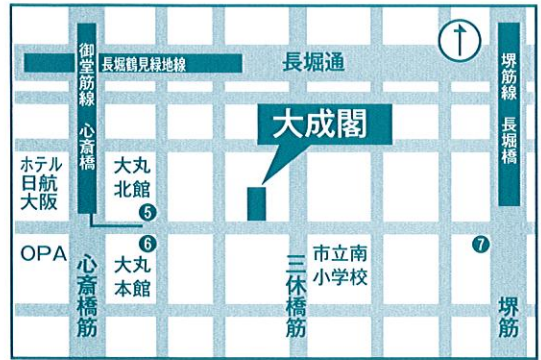 御堂筋線 心斎橋
長堀鶴見緑地線
長堀通
堺筋線 長堀橋
大成閣
ホテル
日航
大阪
大丸
北館
5
OPA
心斎橋筋
6
大丸
本館
三休橋筋
市立南
小学校
7
堺筋